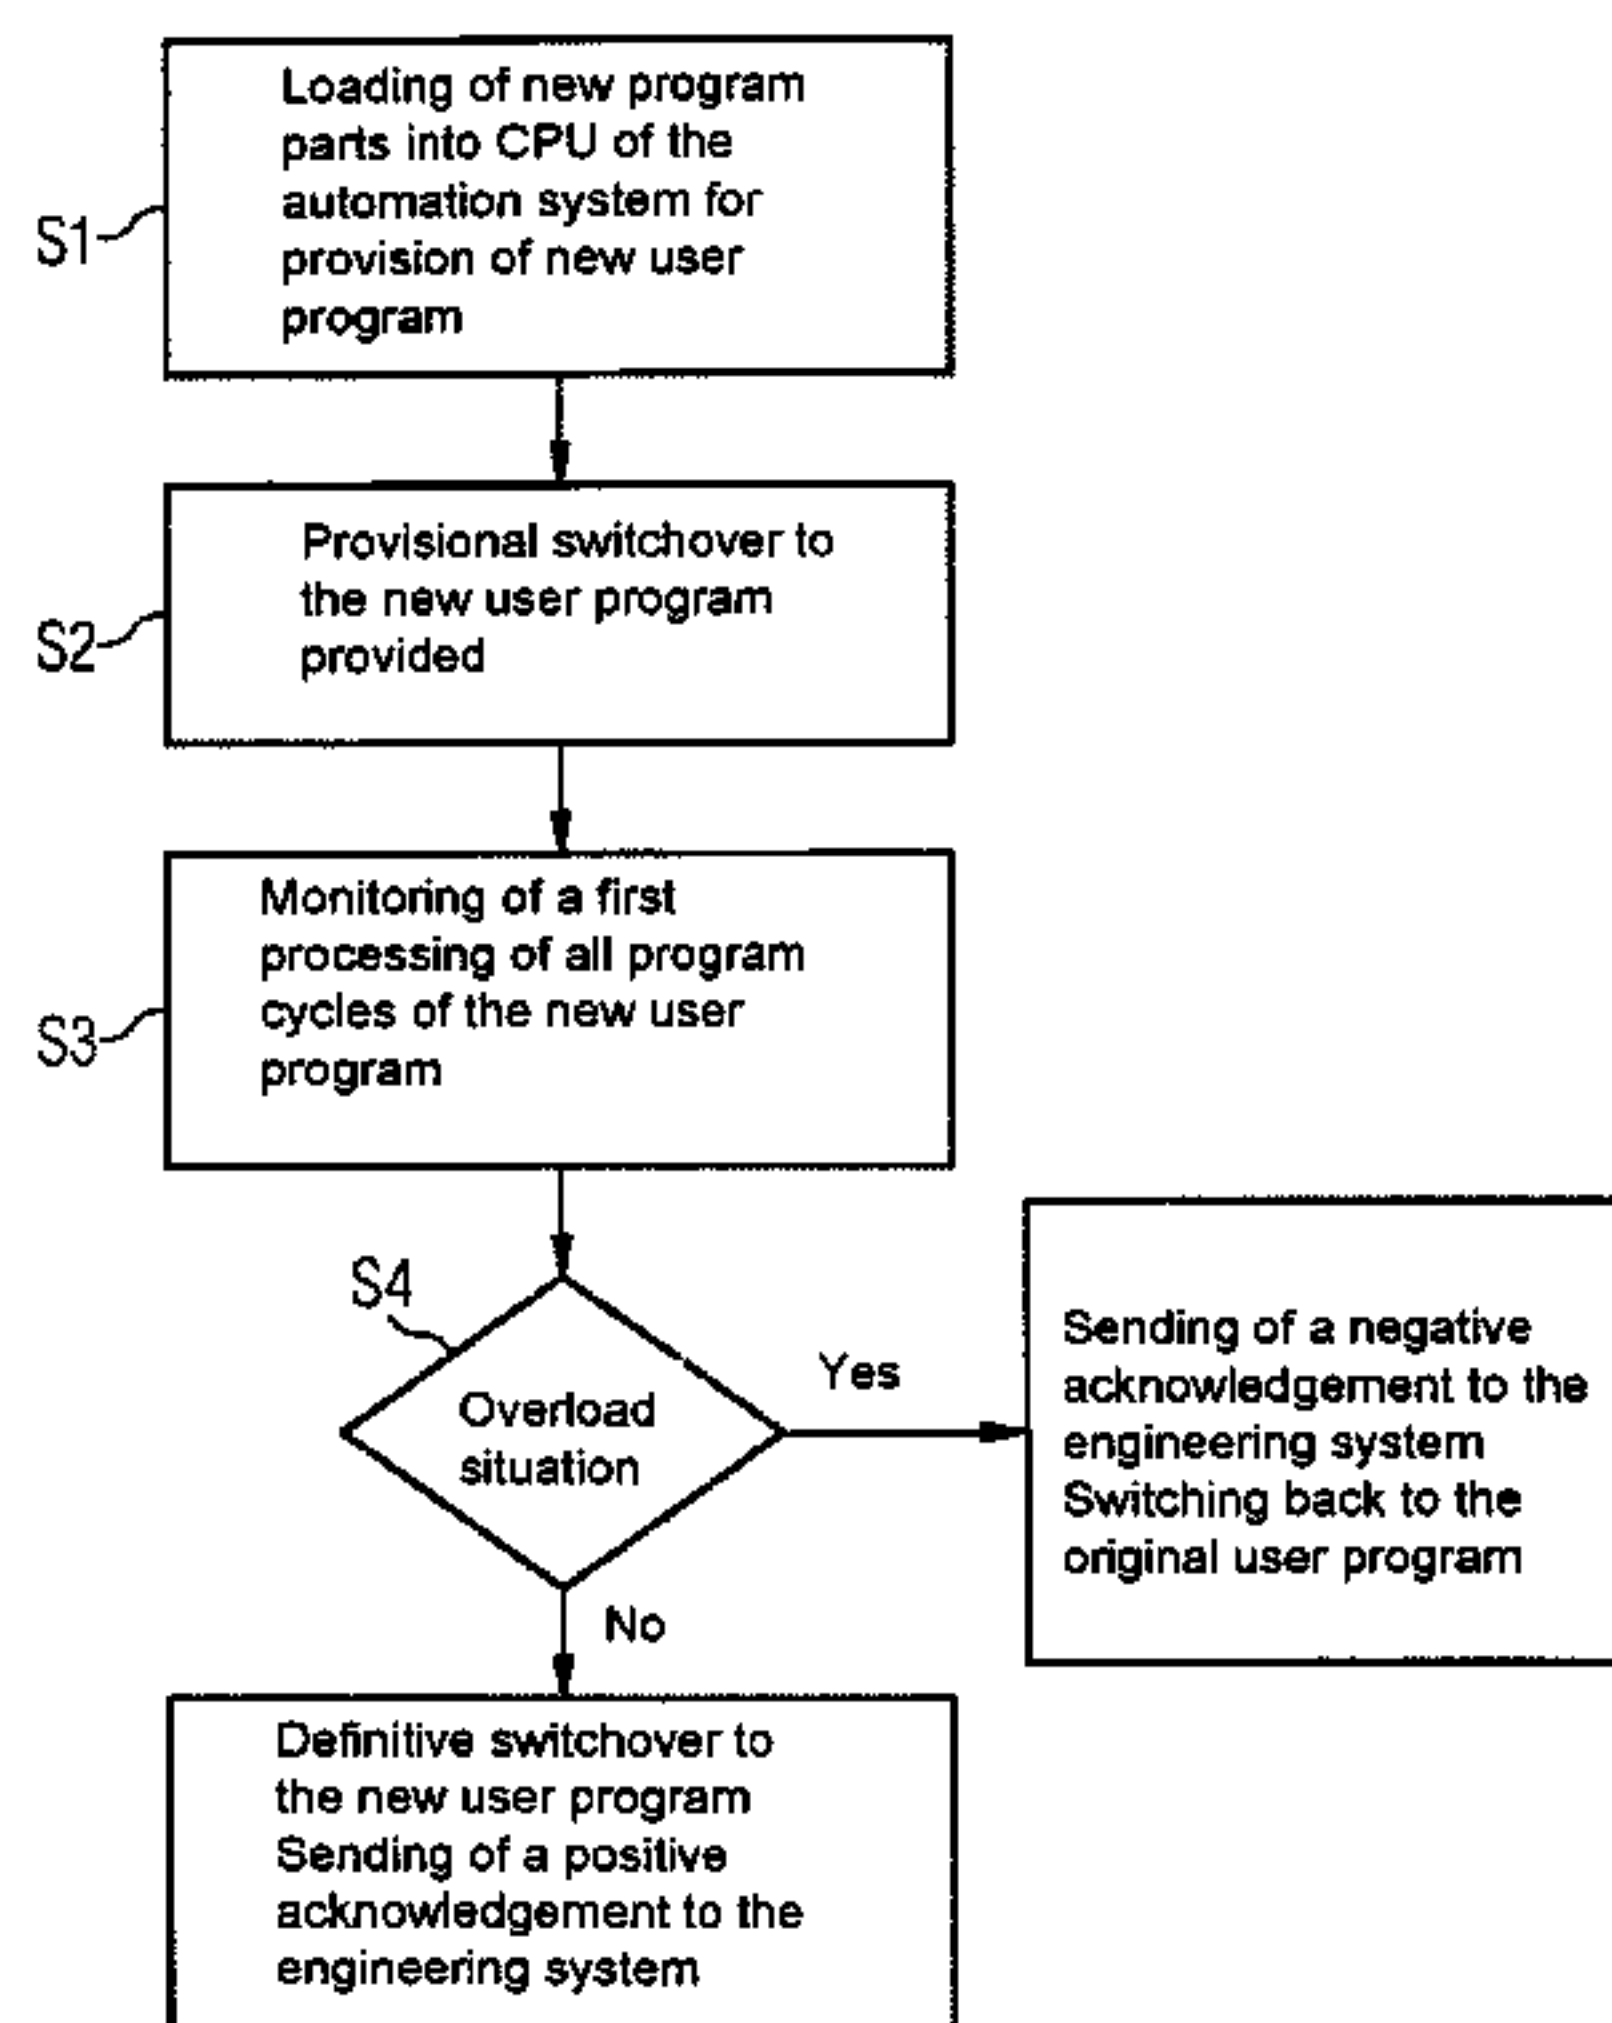 Loading of new program
parts into CPU of the
automation system for
provision of new user
program
S1
Provisional switchover to
the new user program
provided
S2
Monitoring of a first
processing of all program
cycles of the new user
program
S3
S4
Overload
situation
Yes
Sending of a negative
acknowledgement to the
engineering system
Switching back to the
original user program
No
Definitive switchover to
the new user program
Sending of a positive
acknowledgement to the
engineering system